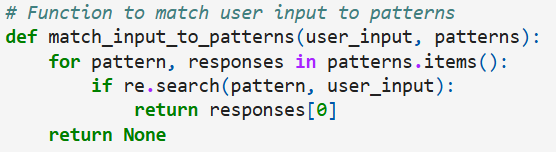 # Function to match user input to patterns
def match_input_to_patterns(user_input, patterns):
    for pattern, responses in patterns.items():
        if re.search(pattern, user_input):
            return responses[0]
    return None